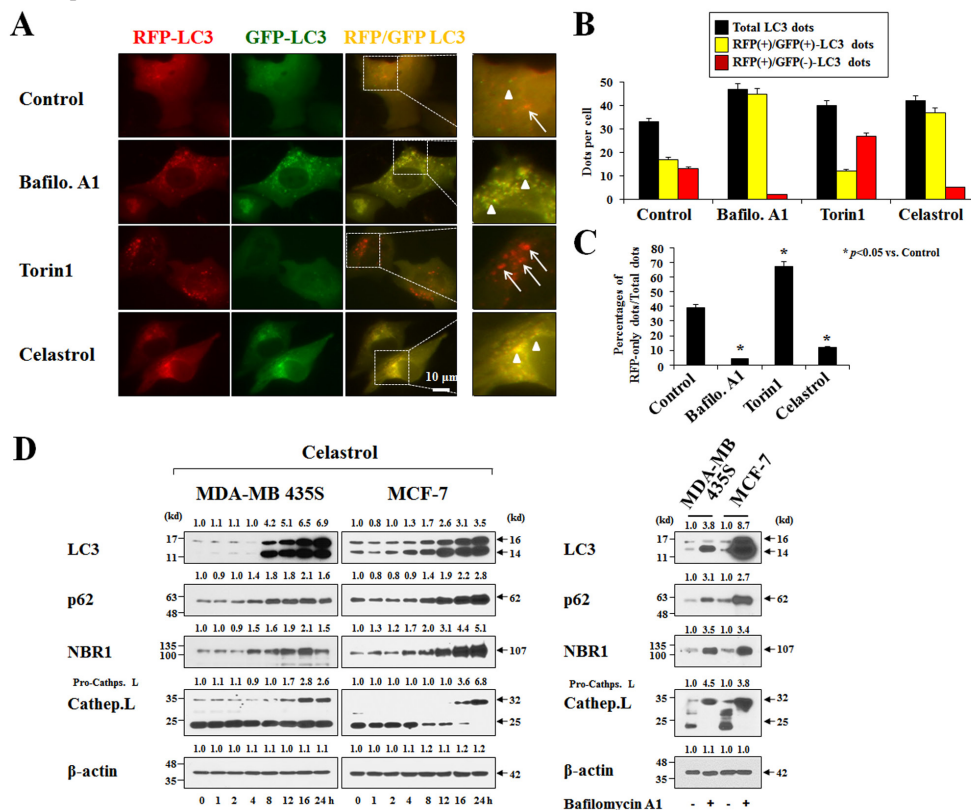 A
RFP-LC3 GFP-LC3 RFP/GFP LC3
Control
Bafilo. A1
Torin1
Celastrol
10 μm
B
Total LC3 dots
RFP(+)/GFP(+)-LC3 dots
RFP(+)/GFP(-)-LC3 dots
Dots per cell
50
40
30
20
10
0
Control Bafilo. A1 Torin1 Celastrol
C
* p<0.05 vs. Control
Percentages of
RFP-only dots/Total dots
80
70
60
50
40
30
20
10
0
* * *
Control Bafilo. A1 Torin1 Celastrol
D
Celastrol
MDA-MB 435S MCF-7
(kd) (kd)
1.0 1.1 1.1 1.0 4.2 5.1 6.5 6.9 1.0 0.8 1.0 1.3 1.7 2.6 3.1 3.5
LC3 17 11 16 14
1.0 0.9 1.0 1.4 1.8 1.8 2.1 1.6 1.0 0.8 0.8 0.9 1.4 1.9 2.2 2.8
p62 63 48 62
1.0 1.0 0.9 1.5 1.6 1.9 2.1 1.5 1.0 1.3 1.2 1.7 2.0 3.1 4.4 5.1
NBR1 135 100 107
Pro-Cathps. L 1.0 1.1 1.1 0.9 1.0 1.7 2.8 2.6 1.0 3.6 6.8
Cathep.L 35 25 32 25
1.0 1.0 1.0 1.1 1.1 1.0 1.1 1.1 1.0 1.0 1.0 1.1 1.2 1.1 1.2 1.2
β-actin 48 35 42
0 1 2 4 8 12 16 24 h 0 1 2 4 8 12 16 24 h
MDA-MB
435S
MCF-7
(kd) (kd)
1.0 3.8 1.0 8.7
LC3 17 11 16 14
1.0 3.1 1.0 2.7
p62 63 48 62
1.0 3.5 1.0 3.4
NBR1 135 100 107
Pro-Cathps. L 1.0 4.5 1.0 3.8
Cathep.L 35 25 32 25
1.0 1.1 1.0 1.0
β-actin 48 35 42
Bafilomycin A1 - + - +